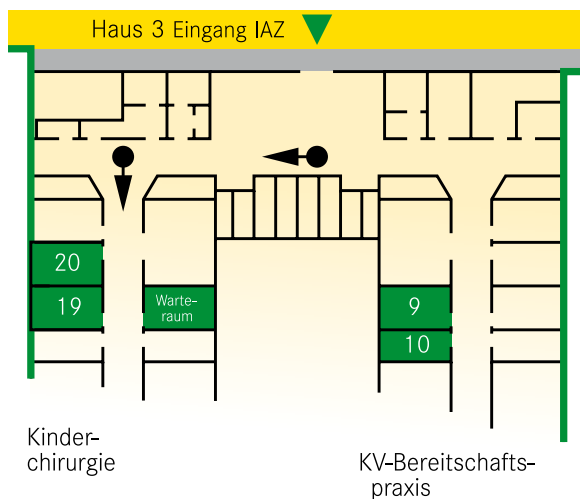 Haus 3 Eingang IAZ
20
19
Warte-
raum
9
10
Kinder-
chirurgie
KV-Bereitschafts-
praxis